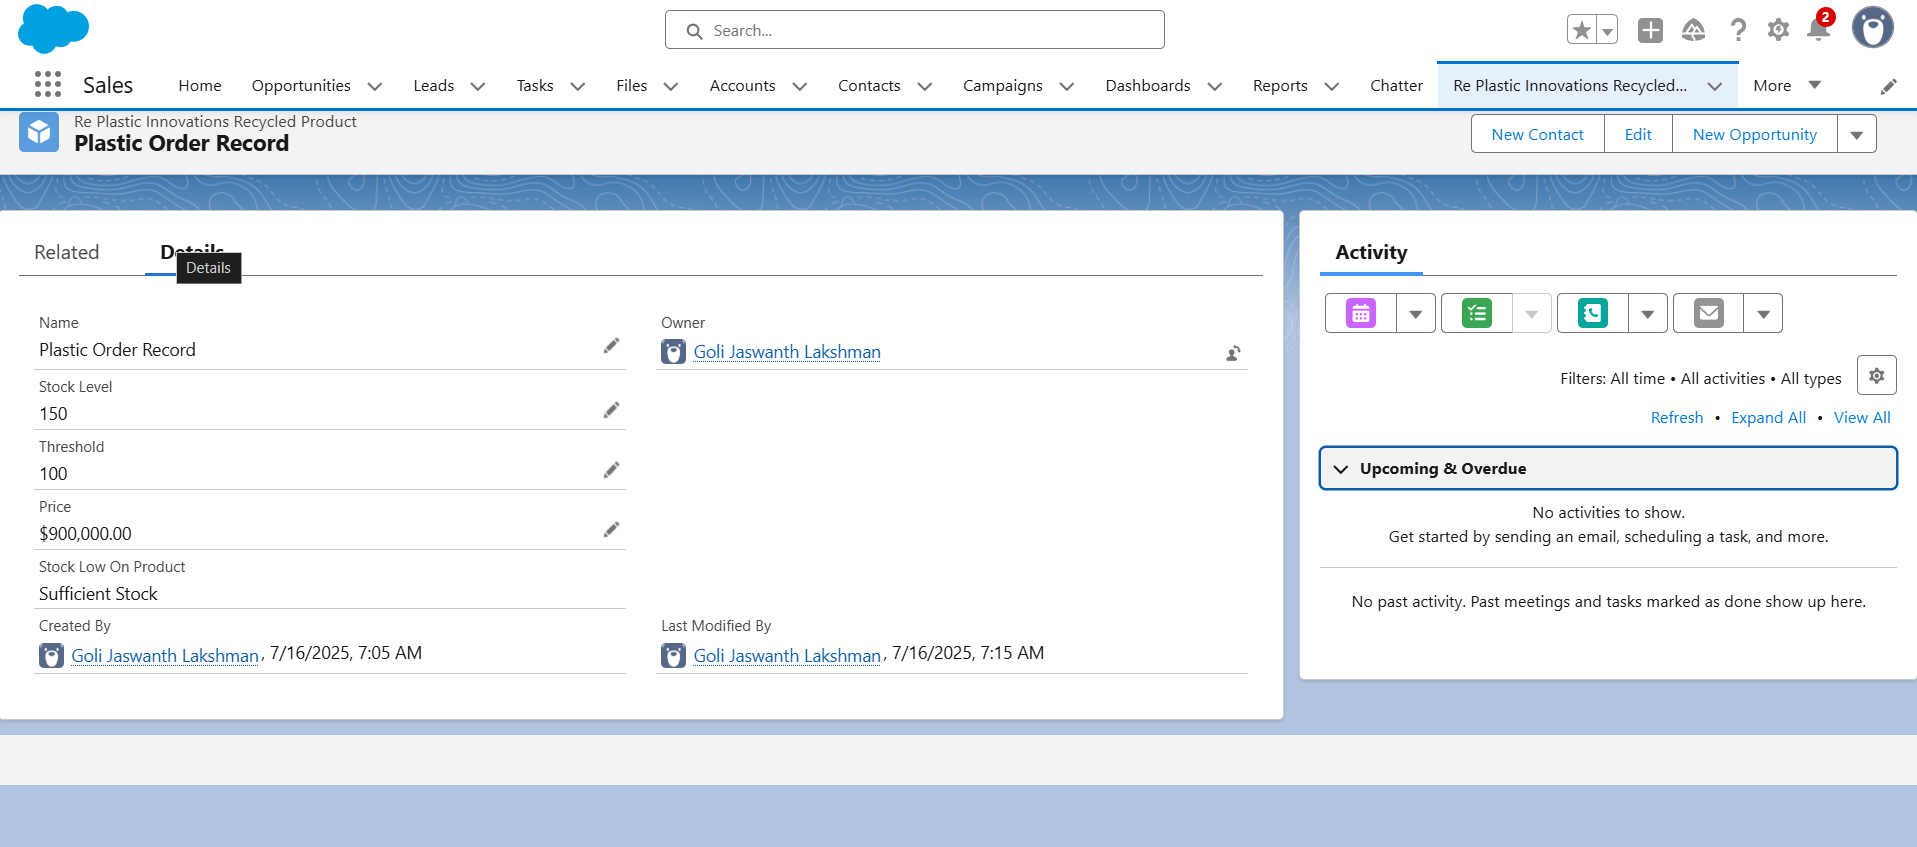 Search...
2
Sales
Home Opportunities Leads Tasks Files Accounts Contacts Campaigns Dashboards Reports Chatter Re Plastic Innovations Recycled... More
Re Plastic Innovations Recycled Product
Plastic Order Record
New Contact Edit New Opportunity
Related Details
Details
Name
Plastic Order Record
Owner
Goli Jaswanth Lakshman
Stock Level
150
Threshold
100
Price
$900,000.00
Stock Low On Product
Sufficient Stock
Created By
Goli Jaswanth Lakshman, 7/16/2025, 7:05 AM
Last Modified By
Goli Jaswanth Lakshman, 7/16/2025, 7:15 AM
Activity
Filters: All time • All activities • All types
Refresh • Expand All • View All
Upcoming & Overdue
No activities to show.
Get started by sending an email, scheduling a task, and more.
No past activity. Past meetings and tasks marked as done show up here.